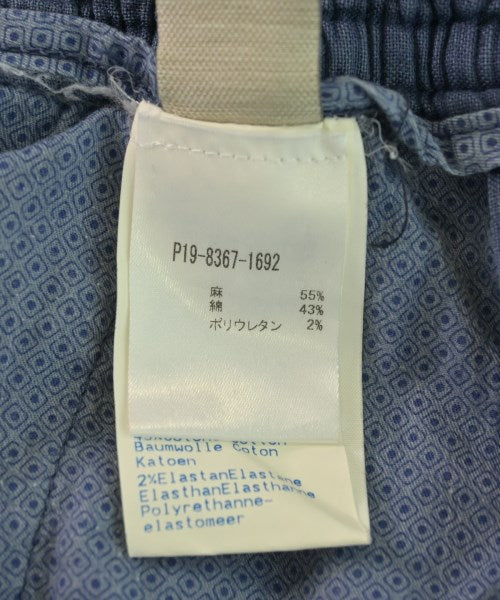 P19-8367-1692
麻 55%
綿 43%
ポリウレタン 2%
Baumwolle Coton
Katoen
2%ElastanElastane
ElasthanElasthanne
Polyrethanne-
elastomeer